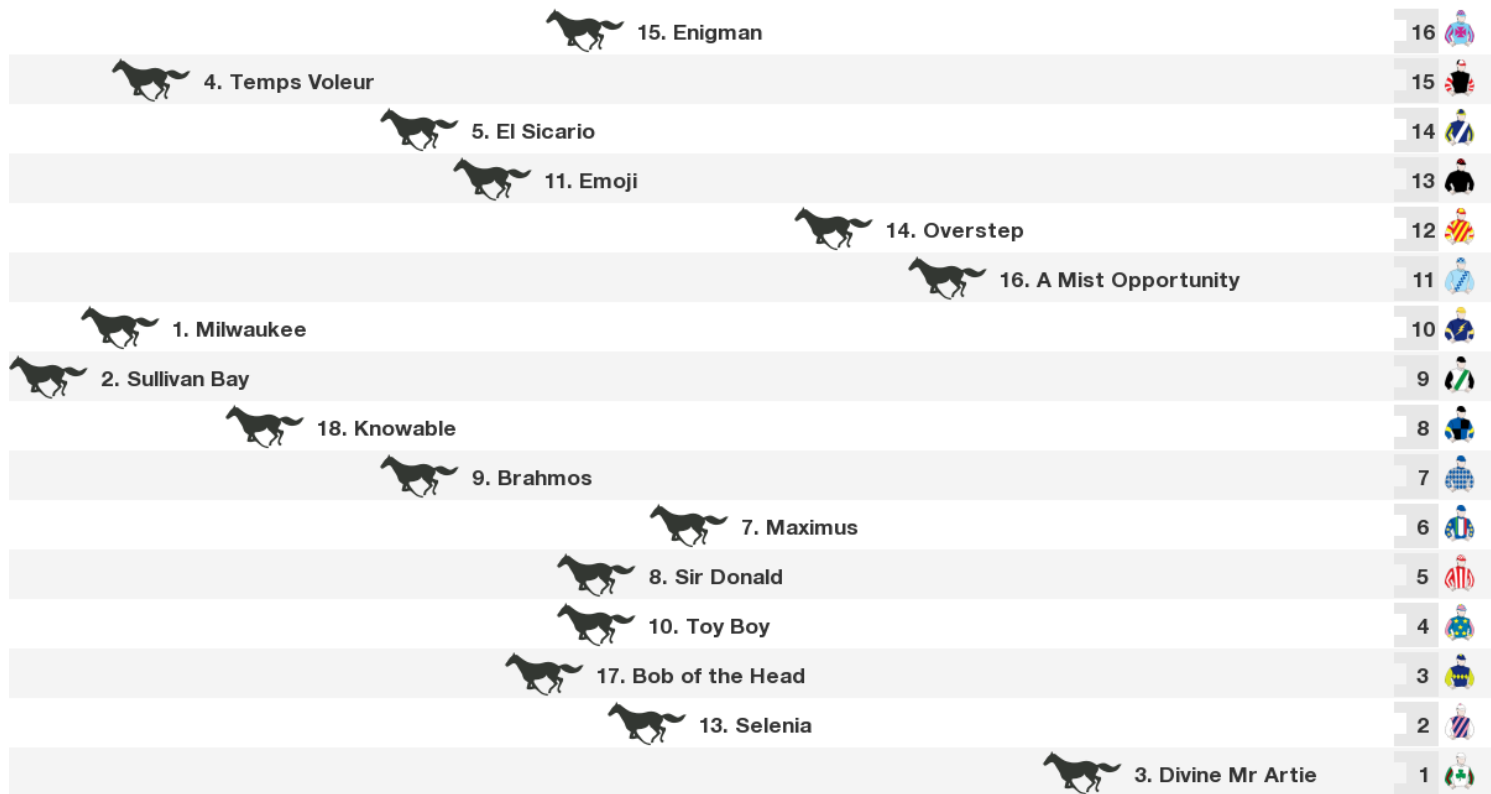 15. Enigman 16
4. Temps Voleur 15
5. El Sicario 14
11. Emoji 13
14. Overstep 12
16. A Mist Opportunity 11
1. Milwaukee 10
2. Sullivan Bay 9
18. Knowable 8
9. Brahmos 7
7. Maximus 6
8. Sir Donald 5
10. Toy Boy 4
17. Bob of the Head 3
13. Selenia 2
3. Divine Mr Artie 1